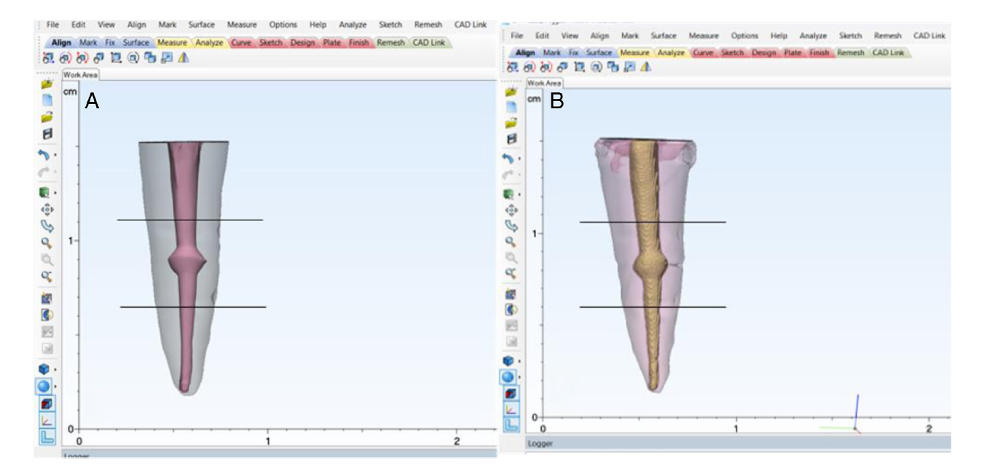 File Edit View Align Mark Surface Measure Options Help Analyze Sketch Remesh CAD Link
Align Mark Fix Surface Measure Analyze Curve Sketch Design Plate Finish Remesh CAD Link
Work Area
cm
A
1
0
0 1 2
Logger
File Edit View Align Mark Surface Measure Options Help Analyze Sketch Remesh CAD Link
Align Mark Fix Surface Measure Analyze Curve Sketch Design Plate Finish Remesh CAD Link
Work Area
cm
B
1
0
0 1 2
Logger